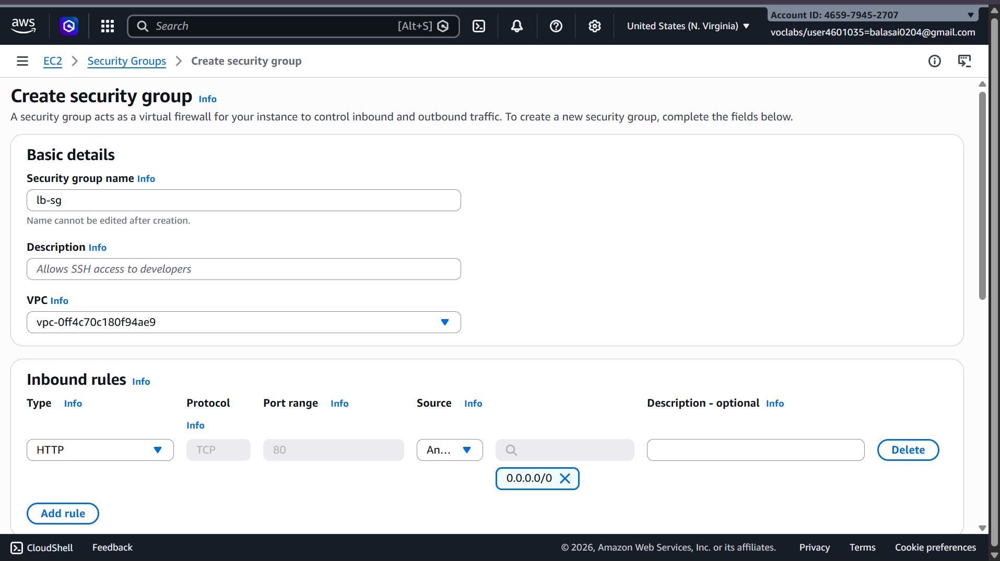 aws
Search [Alt+S]
United States (N. Virginia)
Account ID: 4659-7945-2707
voclabs/user4601035=balasai0204@gmail.com
EC2 Security Groups Create security group
Create security group Info
A security group acts as a virtual firewall for your instance to control inbound and outbound traffic. To create a new security group, complete the fields below.
Basic details
Security group name Info
lb-sg
Name cannot be edited after creation.
Description Info
Allows SSH access to developers
VPC Info
vpc-0ff4c70c180f94ae9
Inbound rules Info
Type Info Protocol Port range Info Source Info Description - optional Info
Info
HTTP TCP 80 An... Delete
0.0.0.0/0
Add rule
CloudShell Feedback © 2026, Amazon Web Services, Inc. or its affiliates. Privacy Terms Cookie preferences